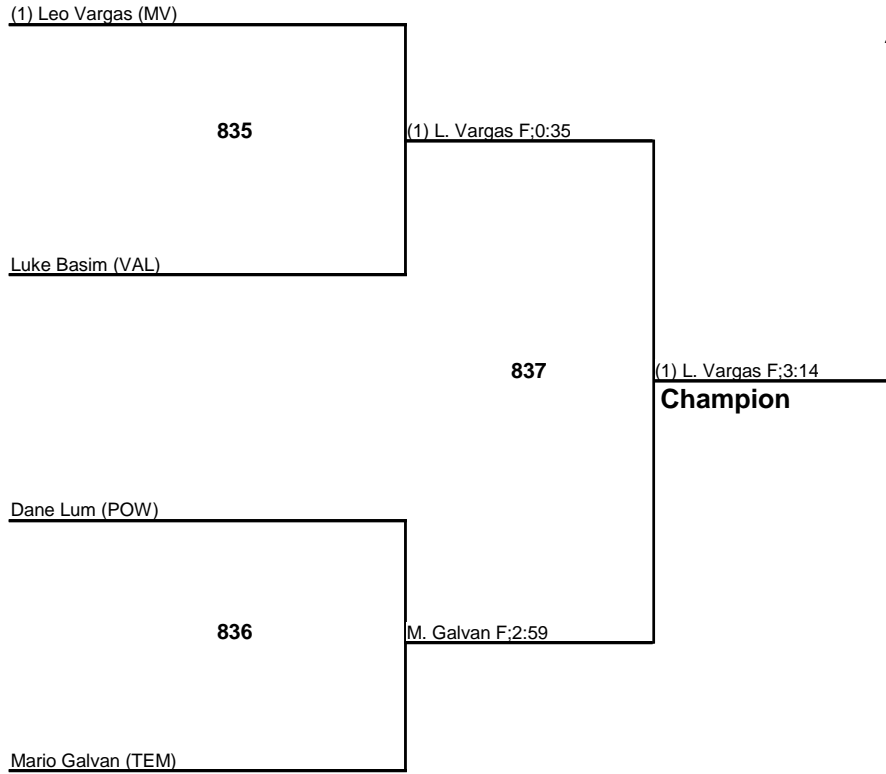 (1) Leo Vargas (MV)
835
(1) L. Vargas F;0:35
Luke Basim (VAL)
837
(1) L. Vargas F;3:14
Champion
Dane Lum (POW)
836
M. Galvan F;2:59
Mario Galvan (TEM)